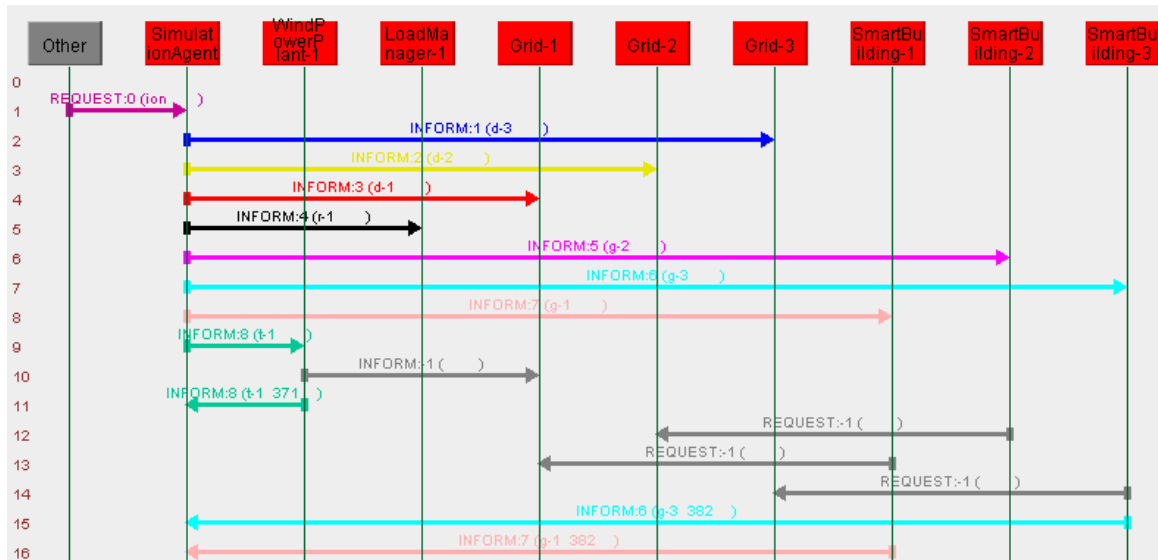 Other
Simulat
ionAgent
WindP
owerP
lant-1
LoadMa
nager-1
Grid-1
Grid-2
Grid-3
SmartBu
ilding-1
SmartBu
ilding-2
SmartBu
ilding-3
0
REQUEST:0 (ion )
1
INFORM:1 (d-3 )
2
INFORM:2 (d-2 )
3
INFORM:3 (d-1 )
4
INFORM:4 (r-1 )
5
INFORM:5 (g-2 )
6
INFORM:6 (g-3 )
7
INFORM:7 (g-1 )
8
INFORM:8 (t-1 )
9
INFORM:-1 ( )
10
INFORM:8 (t-1 371 )
11
REQUEST:-1 ( )
12
REQUEST:-1 ( )
13
REQUEST:-1 ( )
14
INFORM:6 (g-3 382 )
15
INFORM:7 (g-1 382 )
16